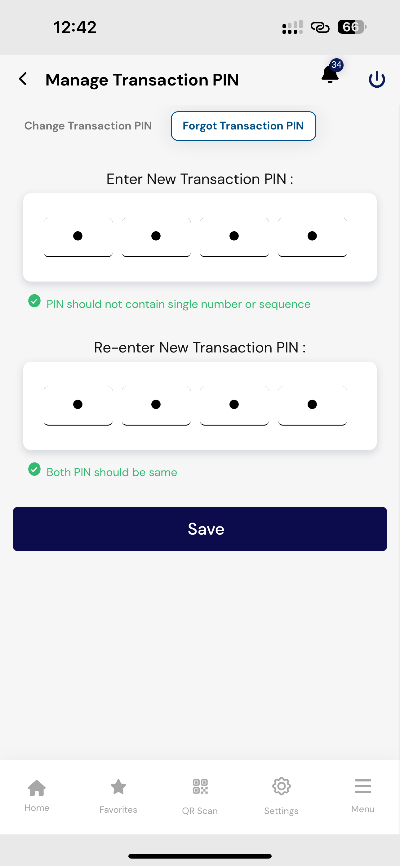 12:42
66
34
Manage Transaction PIN
Change Transaction PIN
Forgot Transaction PIN
Enter New Transaction PIN :
PIN should not contain single number or sequence
Re-enter New Transaction PIN :
Both PIN should be same
Save
Home
Favorites
QR Scan
Settings
Menu